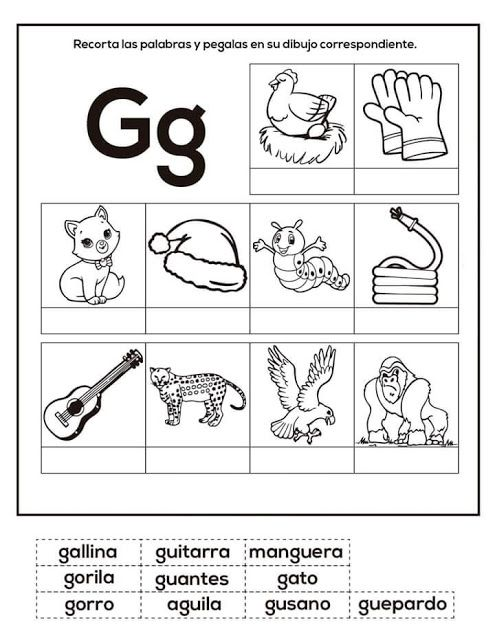 Recorta las palabras y pegalas en su dibujo correspondiente.
Gg
gallina guitarra manguera
gorila guantes gato
gorro aguila gusano guepardo